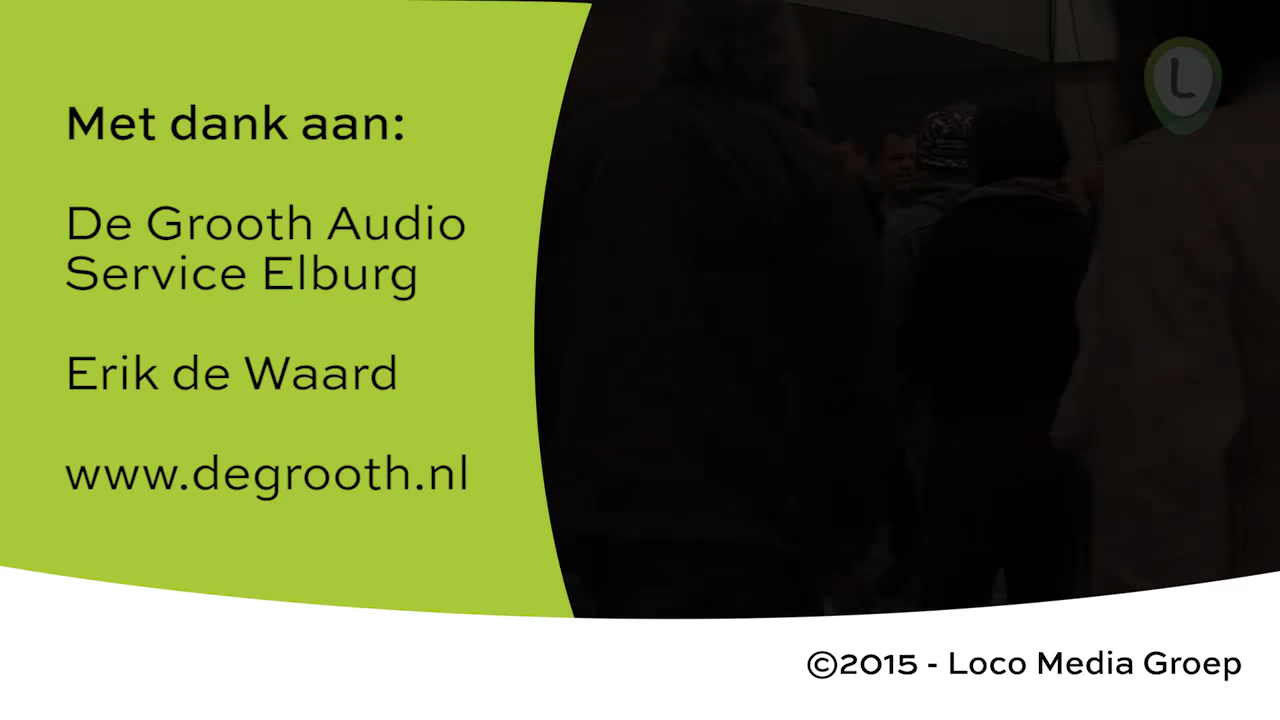 Met dank aan:
De Grooth Audio
Service Elburg
Erik de Waard
www.degrooth.nl
L
©2015 - Loco Media Groep